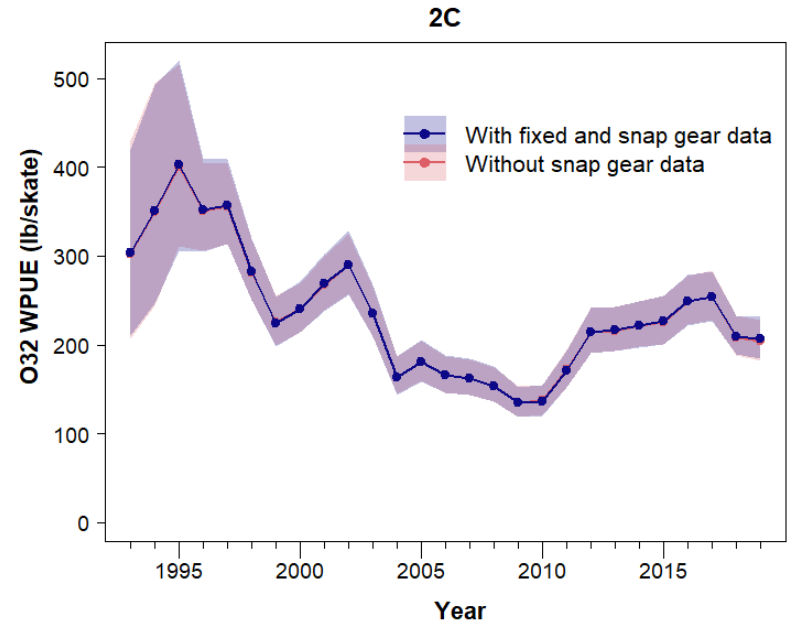 2C
500
400
300
200
100
0
O32 WPUE (lb/skate)
With fixed and snap gear data
Without snap gear data
1995 2000 2005 2010 2015
Year